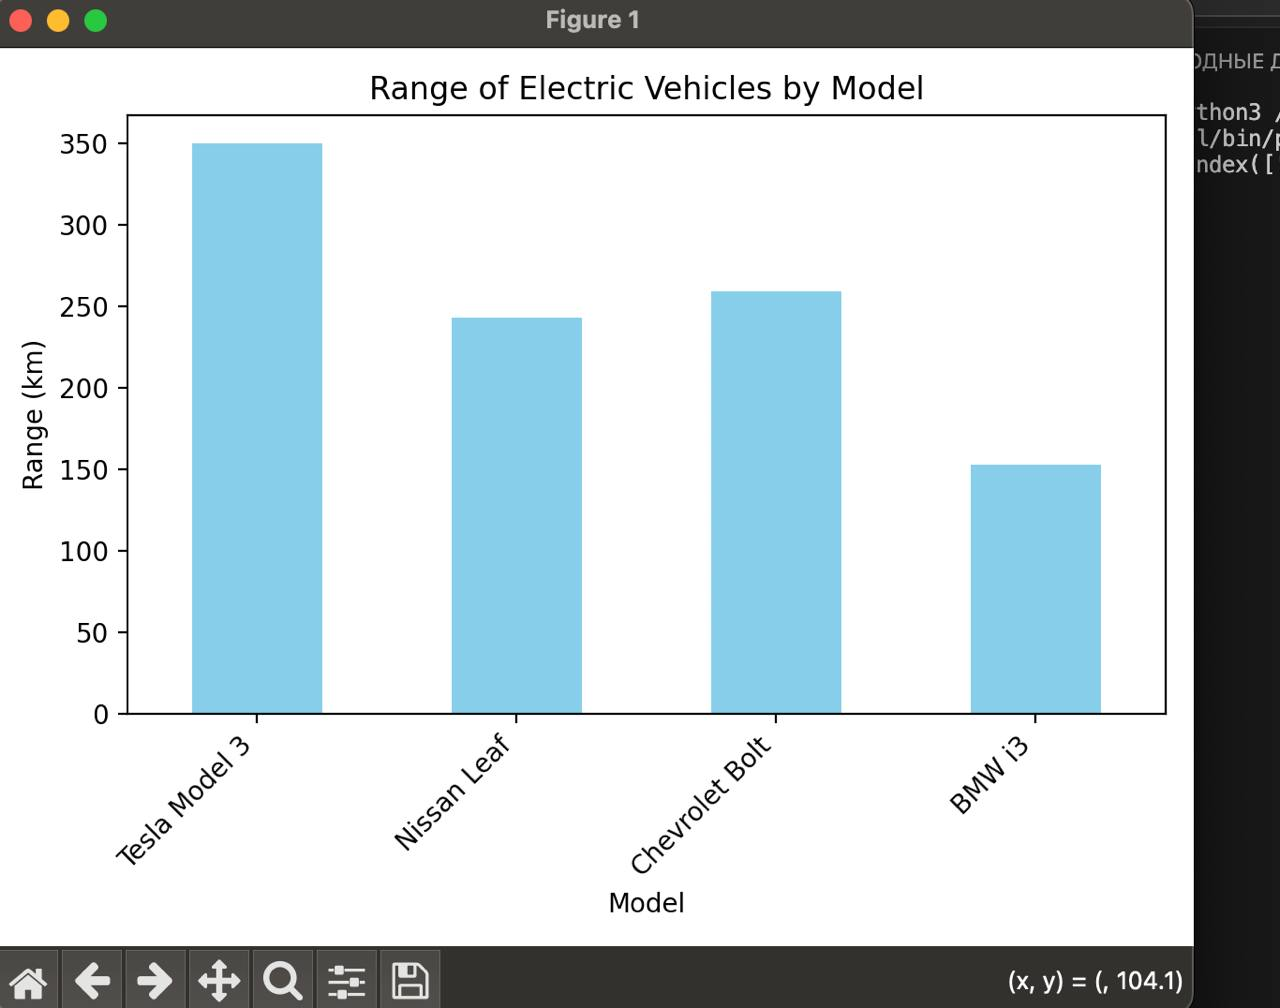 Figure 1
Range of Electric Vehicles by Model
350
300
250
200
150
100
50
0
Range (km)
Tesla Model 3
Nissan Leaf
Chevrolet Bolt
BMW i3
Model
(x, y) = (, 104.1)
ОДНЫЕ Д
thon3 /
l/bin/p
ndex([